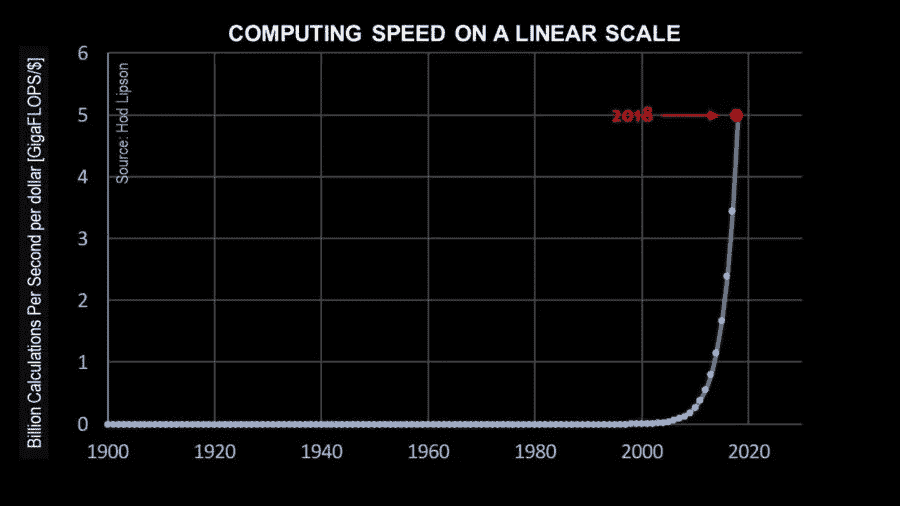 COMPUTING SPEED ON A LINEAR SCALE
Billion Calculations Per Second per dollar [GigaFLOPS/$]
Source: Hod Lipson
6
5
4
3
2
1
0
2018
1900 1920 1940 1960 1980 2000 2020